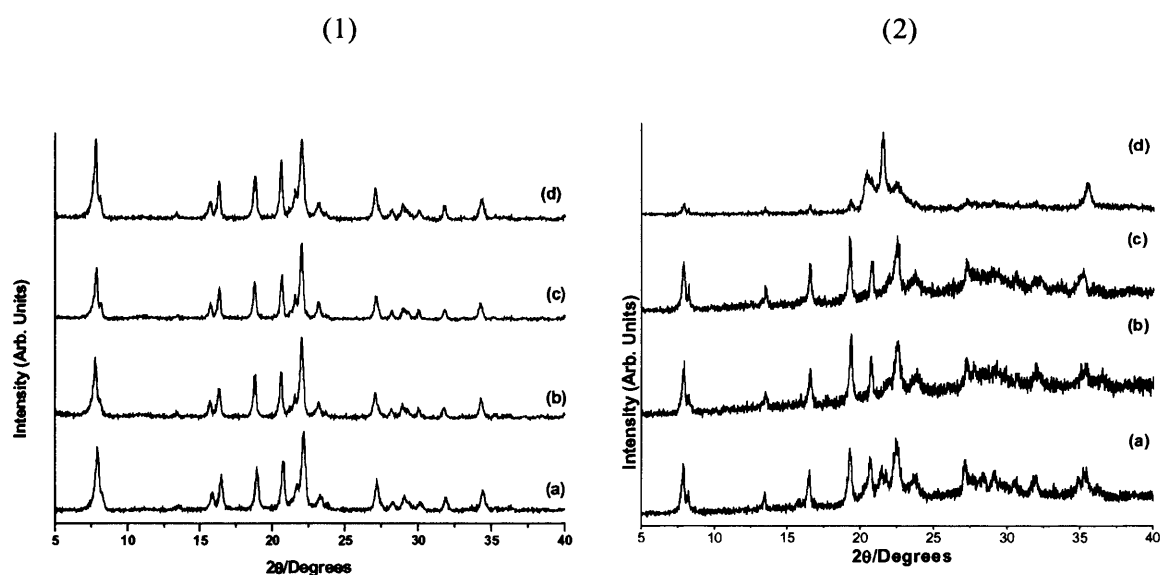 (1)
(2)
Intensity (Arb. Units)
(d)
(c)
(b)
(a)
5 10 15 20 25 30 35 40
2θ/Degrees
Intensity (Arb. Units)
(d)
(c)
(b)
(a)
5 10 15 20 25 30 35 40
2θ/Degrees